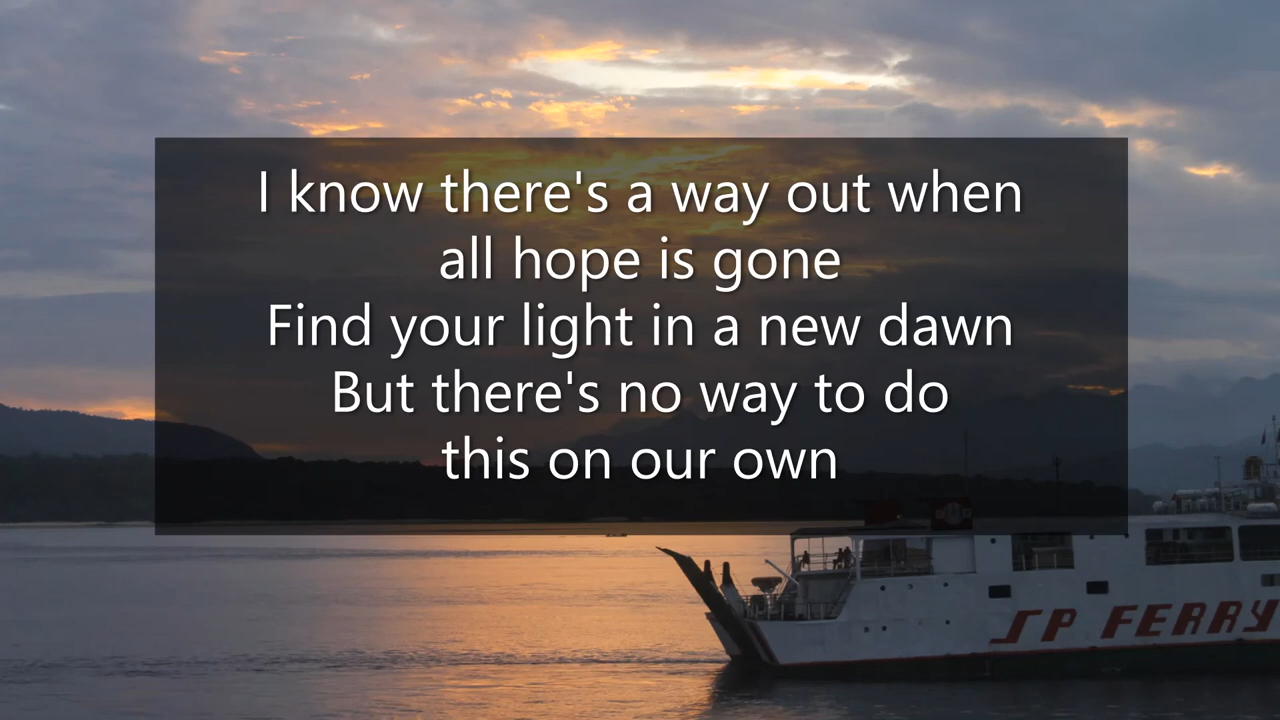 I know there's a way out when
all hope is gone
Find your light in a new dawn
But there's no way to do
this on our own
SP FERRY